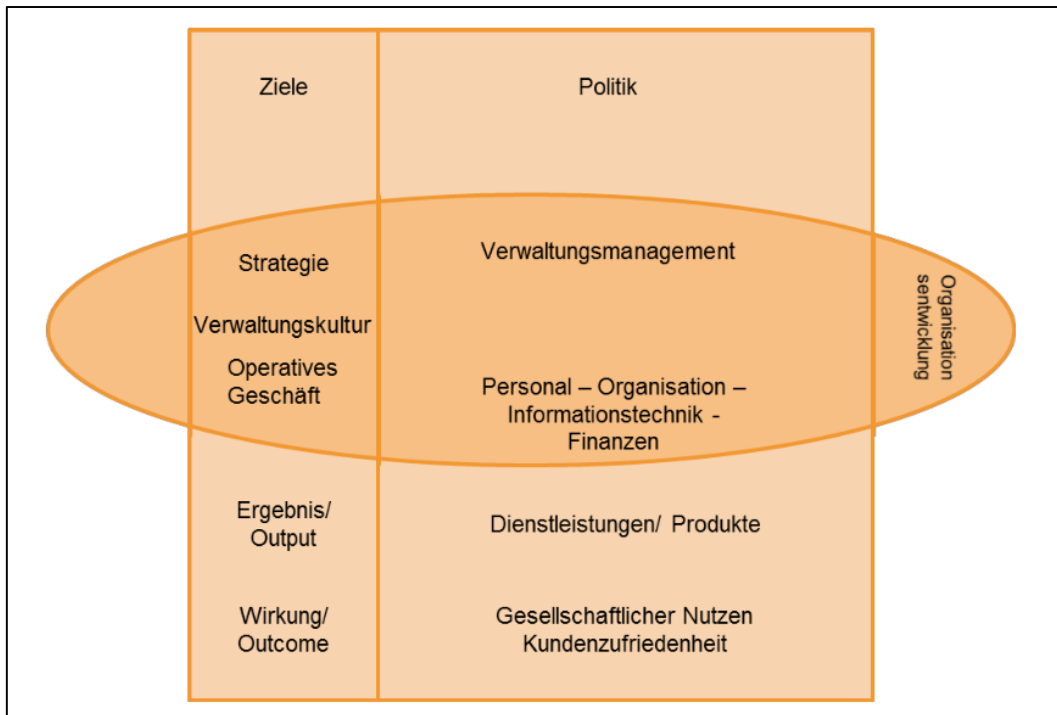 Ziele
Politik
Strategie
Verwaltungsmanagement
Verwaltungskultur
Operatives
Geschäft
Personal – Organisation –
Informationstechnik -
Finanzen
Organisation
sentwicklung
Ergebnis/
Output
Dienstleistungen/ Produkte
Wirkung/
Outcome
Gesellschaftlicher Nutzen
Kundenzufriedenheit